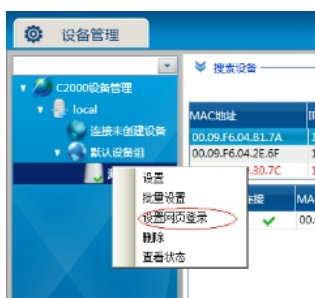 设备管理
搜索设备
C2000设备管理
local
连接未创建设备
默认设备组
设置
批量设置
设置网页登录
删除
查看状态
MAC地址
00.09.F6.04.B1.7A
00.09.F6.04.2E.6F
.30.7C
MA
00.